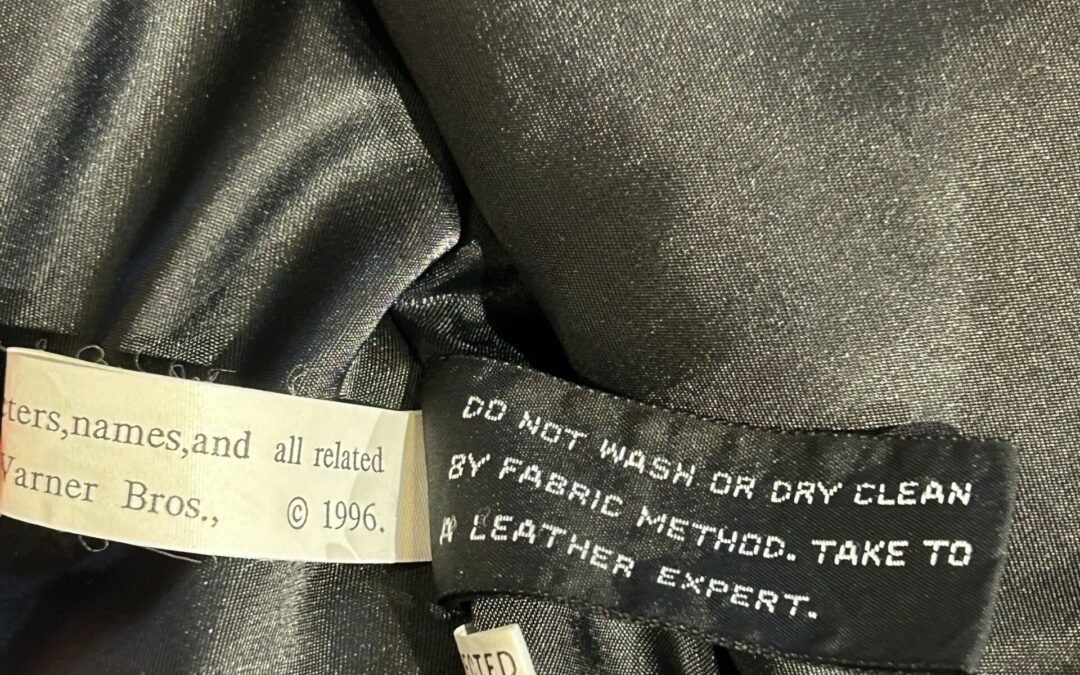 ters,names,and all related
Warner Bros., © 1996.
DO NOT WASH OR DRY CLEAN
BY FABRIC METHOD. TAKE TO
A LEATHER EXPERT.